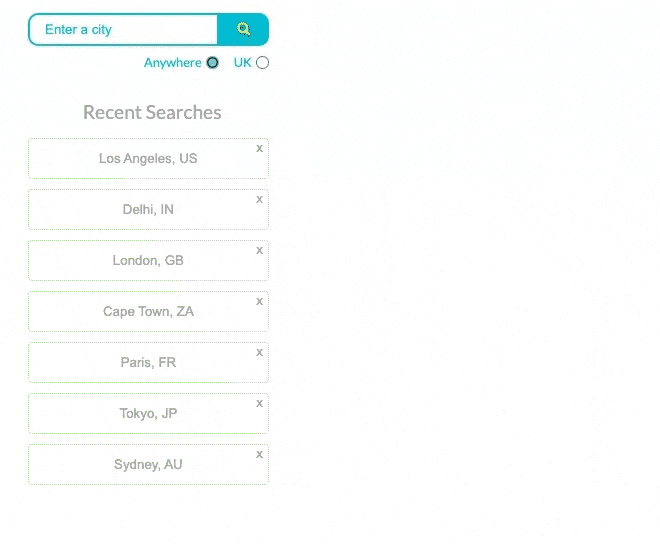 Enter a city
Anywhere UK
Recent Searches
x
Los Angeles, US
x
Delhi, IN
x
London, GB
x
Cape Town, ZA
x
Paris, FR
x
Tokyo, JP
x
Sydney, AU